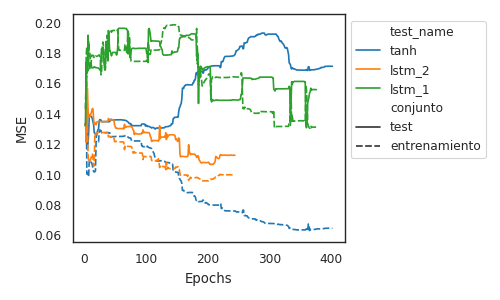 0.20
0.18
0.16
0.14
0.12
0.10
0.08
0.06
MSE
0 100 200 300 400
Epochs
test_name
tanh
lstm_2
lstm_1
conjunto
test
entrenamiento